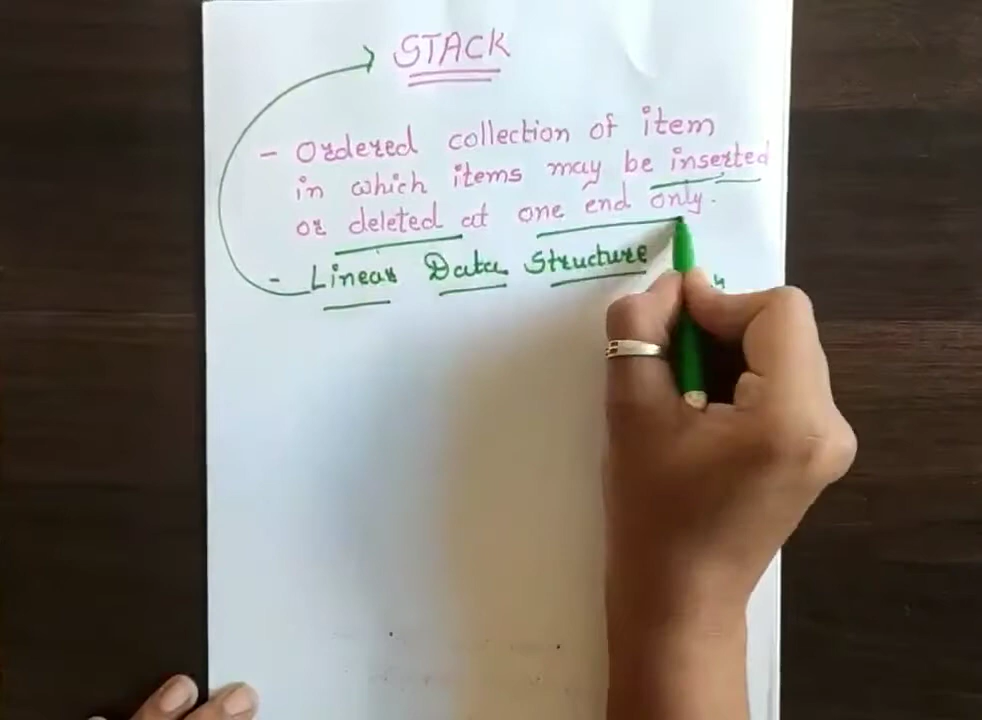 STACK
- Ordered collection of item
in which items may be inserted
or deleted at one end only.
- Linear Data Structure